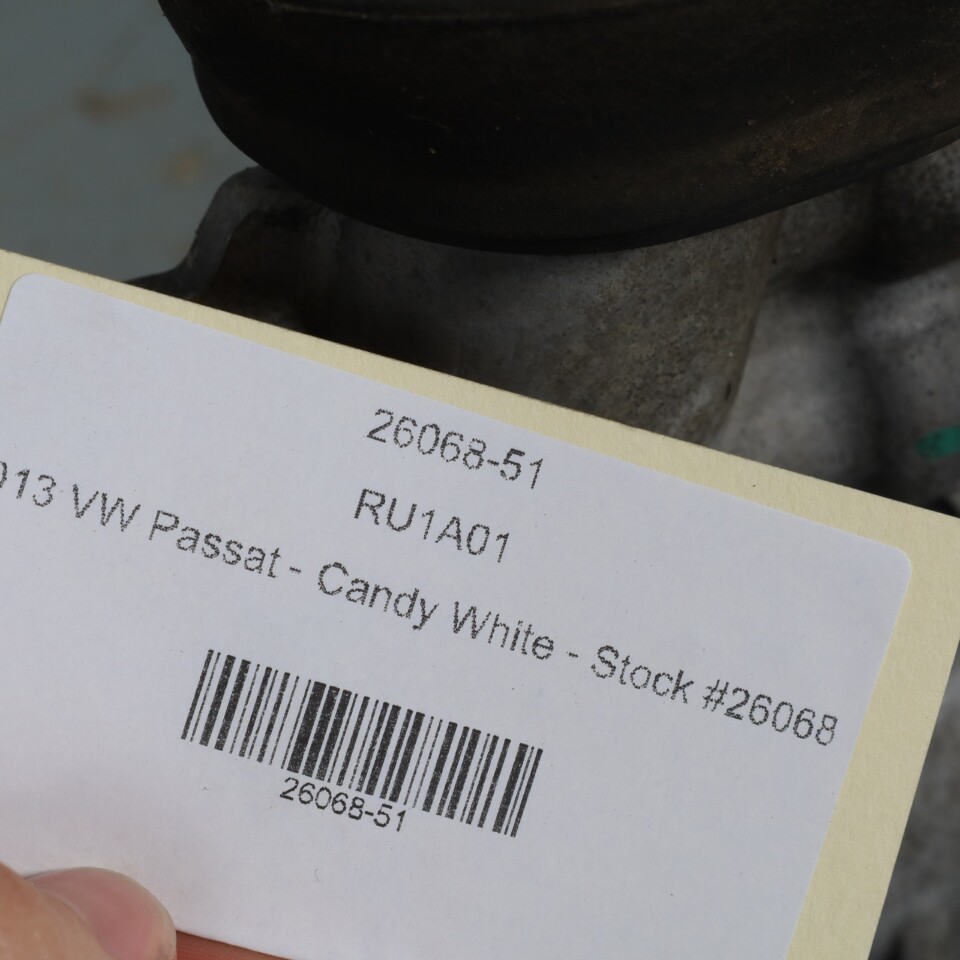 26068-51
RU1A01
013 VW Passat - Candy White - Stock #26068
26068-51